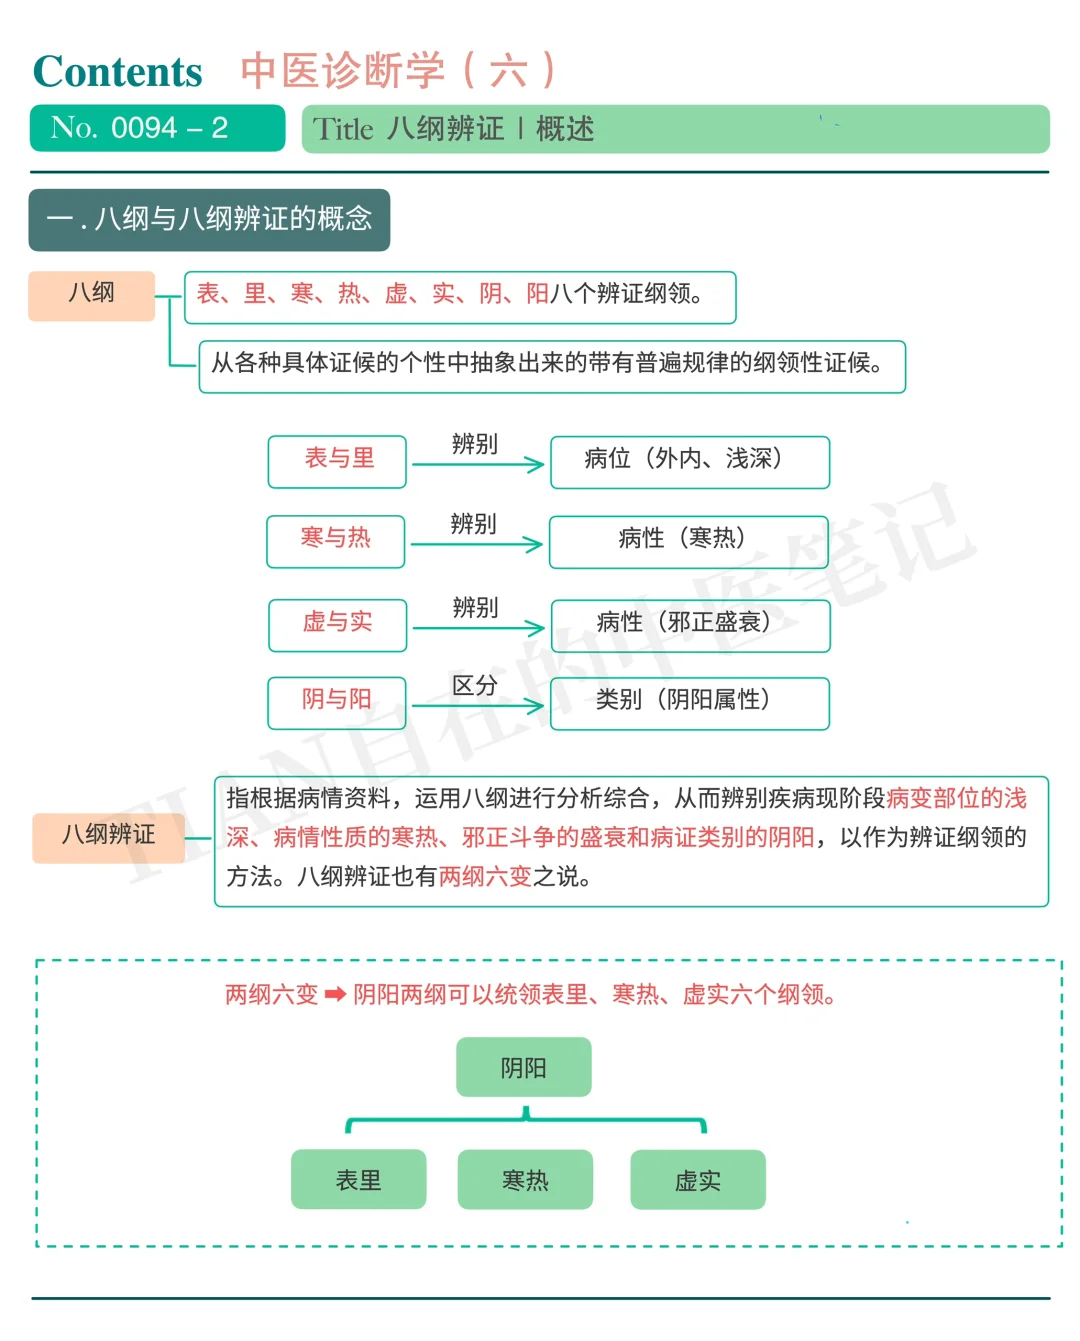 Contents 中医诊断学（六）
No. 0094 – 2
Title 八纲辨证 | 概述
一 . 八纲与八纲辨证的概念
八纲
表、里、寒、热、虚、实、阴、阳八个辨证纲领。
从各种具体证候的个性中抽象出来的带有普遍规律的纲领性证候。
表与里 辨别 病位（外内、浅深）
寒与热 辨别 病性（寒热）
虚与实 辨别 病性（邪正盛衰）
阴与阳 区分 类别（阴阳属性）
八纲辨证
指根据病情资料，运用八纲进行分析综合，从而辨别疾病现阶段病变部位的浅
深、病情性质的寒热、邪正斗争的盛衰和病证类别的阴阳，以作为辨证纲领的
方法。八纲辨证也有两纲六变之说。
两纲六变 ➡ 阴阳两纲可以统领表里、寒热、虚实六个纲领。
阴阳
表里 寒热 虚实
TIAN自在的中医笔记